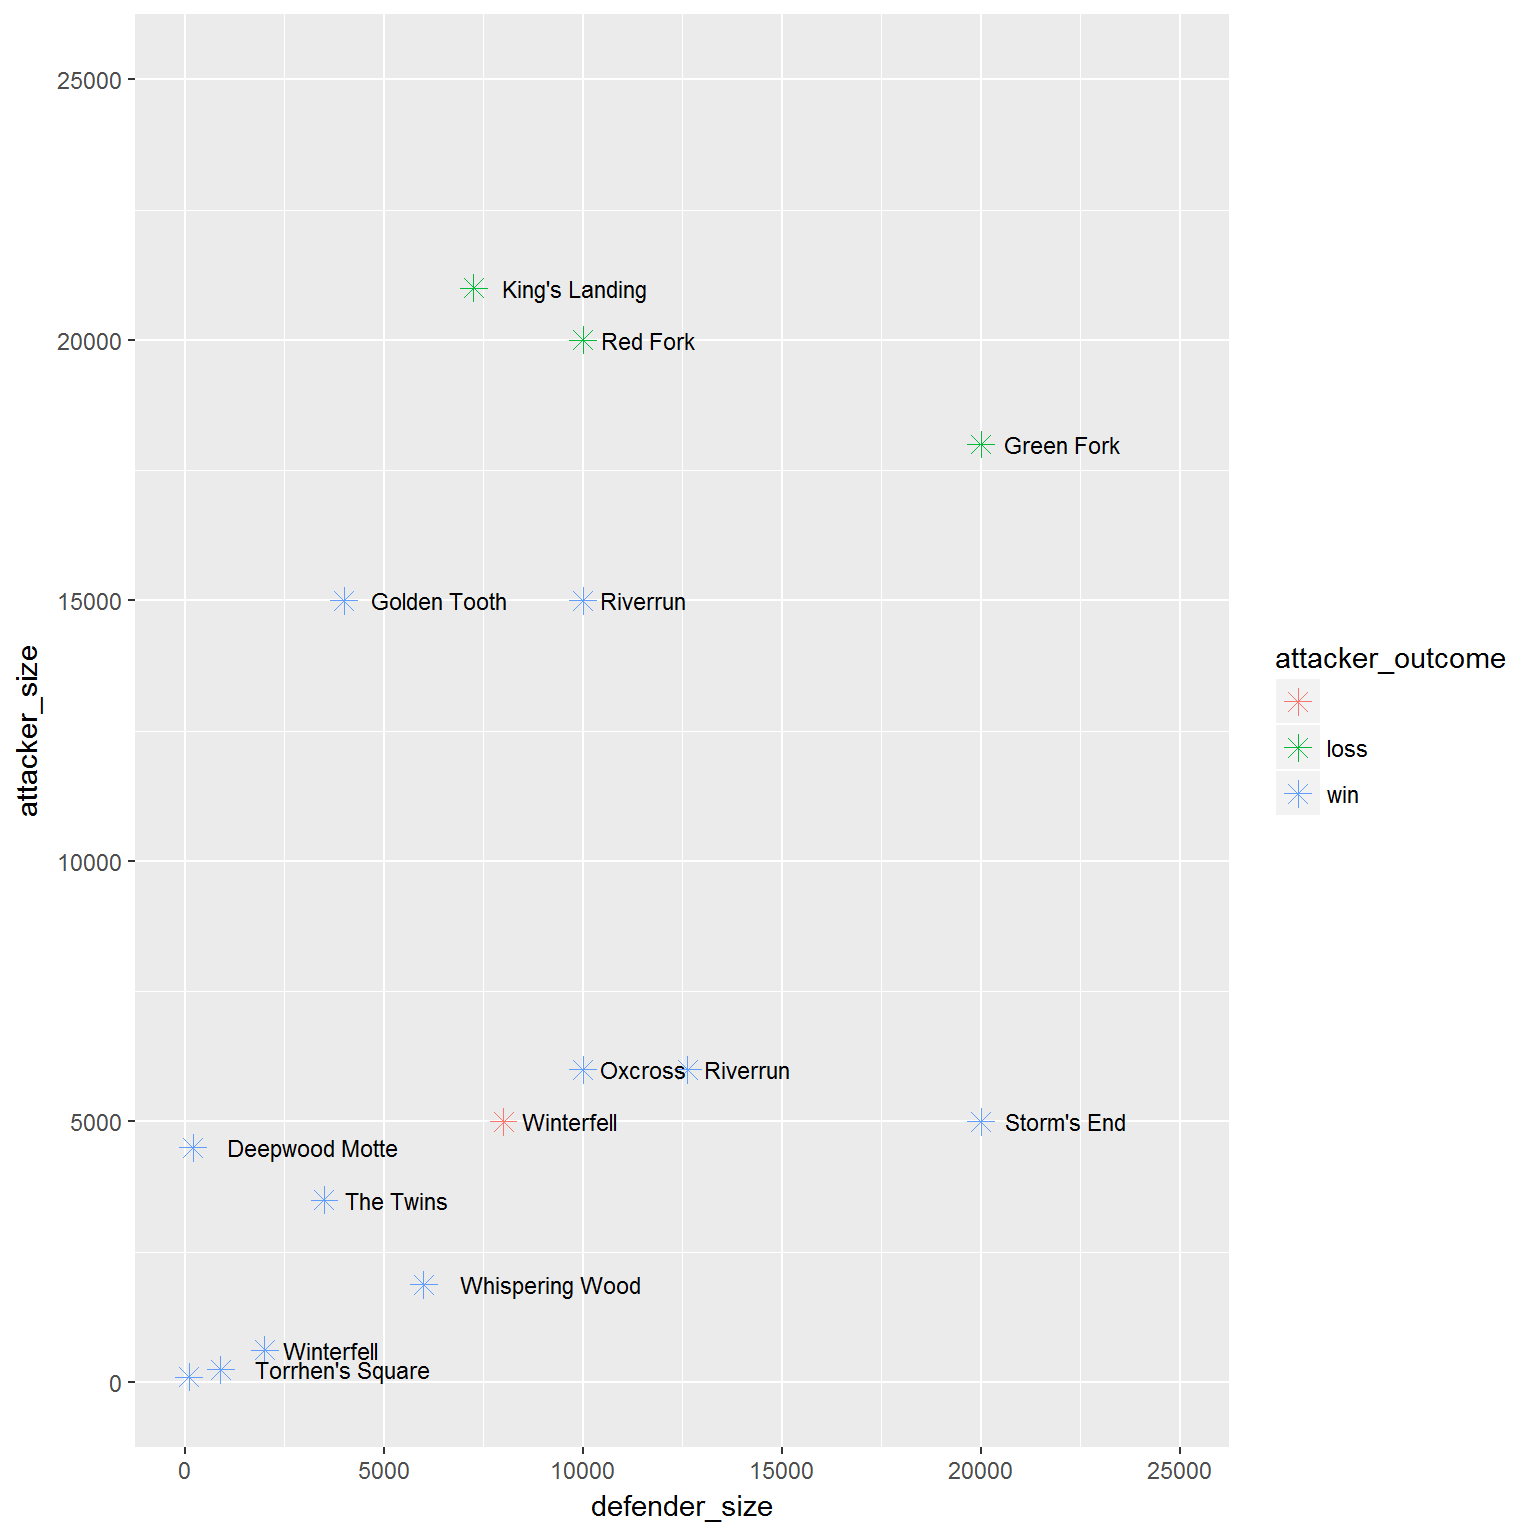 25000
King's Landing
20000
Red Fork
Green Fork
15000
Golden Tooth
Riverrun
10000
Oxcross
Riverrun
5000
Winterfell
Storm's End
Deepwood Motte
The Twins
Whispering Wood
Winterfell
Torrhen's Square
0
0
5000
10000
15000
20000
25000
defender_size
attacker_size
attacker_outcome
loss
win